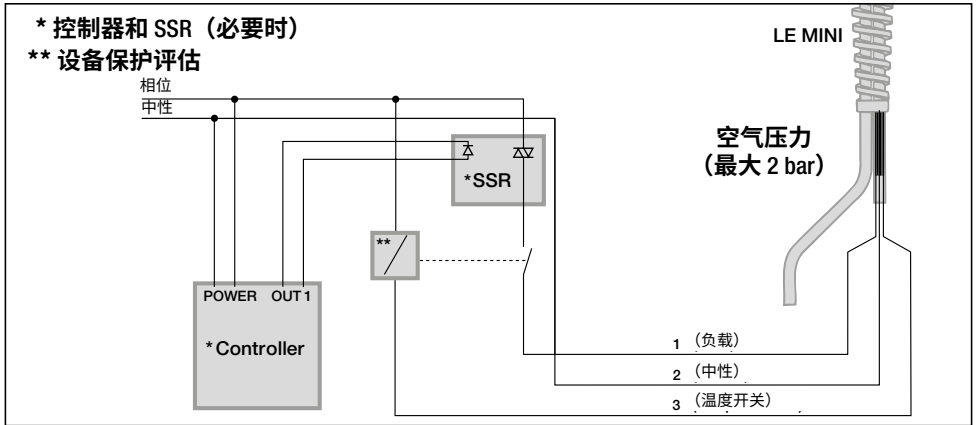 * 控制器和 SSR（必要时）
** 设备保护评估
相位
中性
LE MINI
空气压力
（最大 2 bar）
*SSR
**
POWER OUT 1
*Controller
1 （负载）
2 （中性）
3 （温度开关）